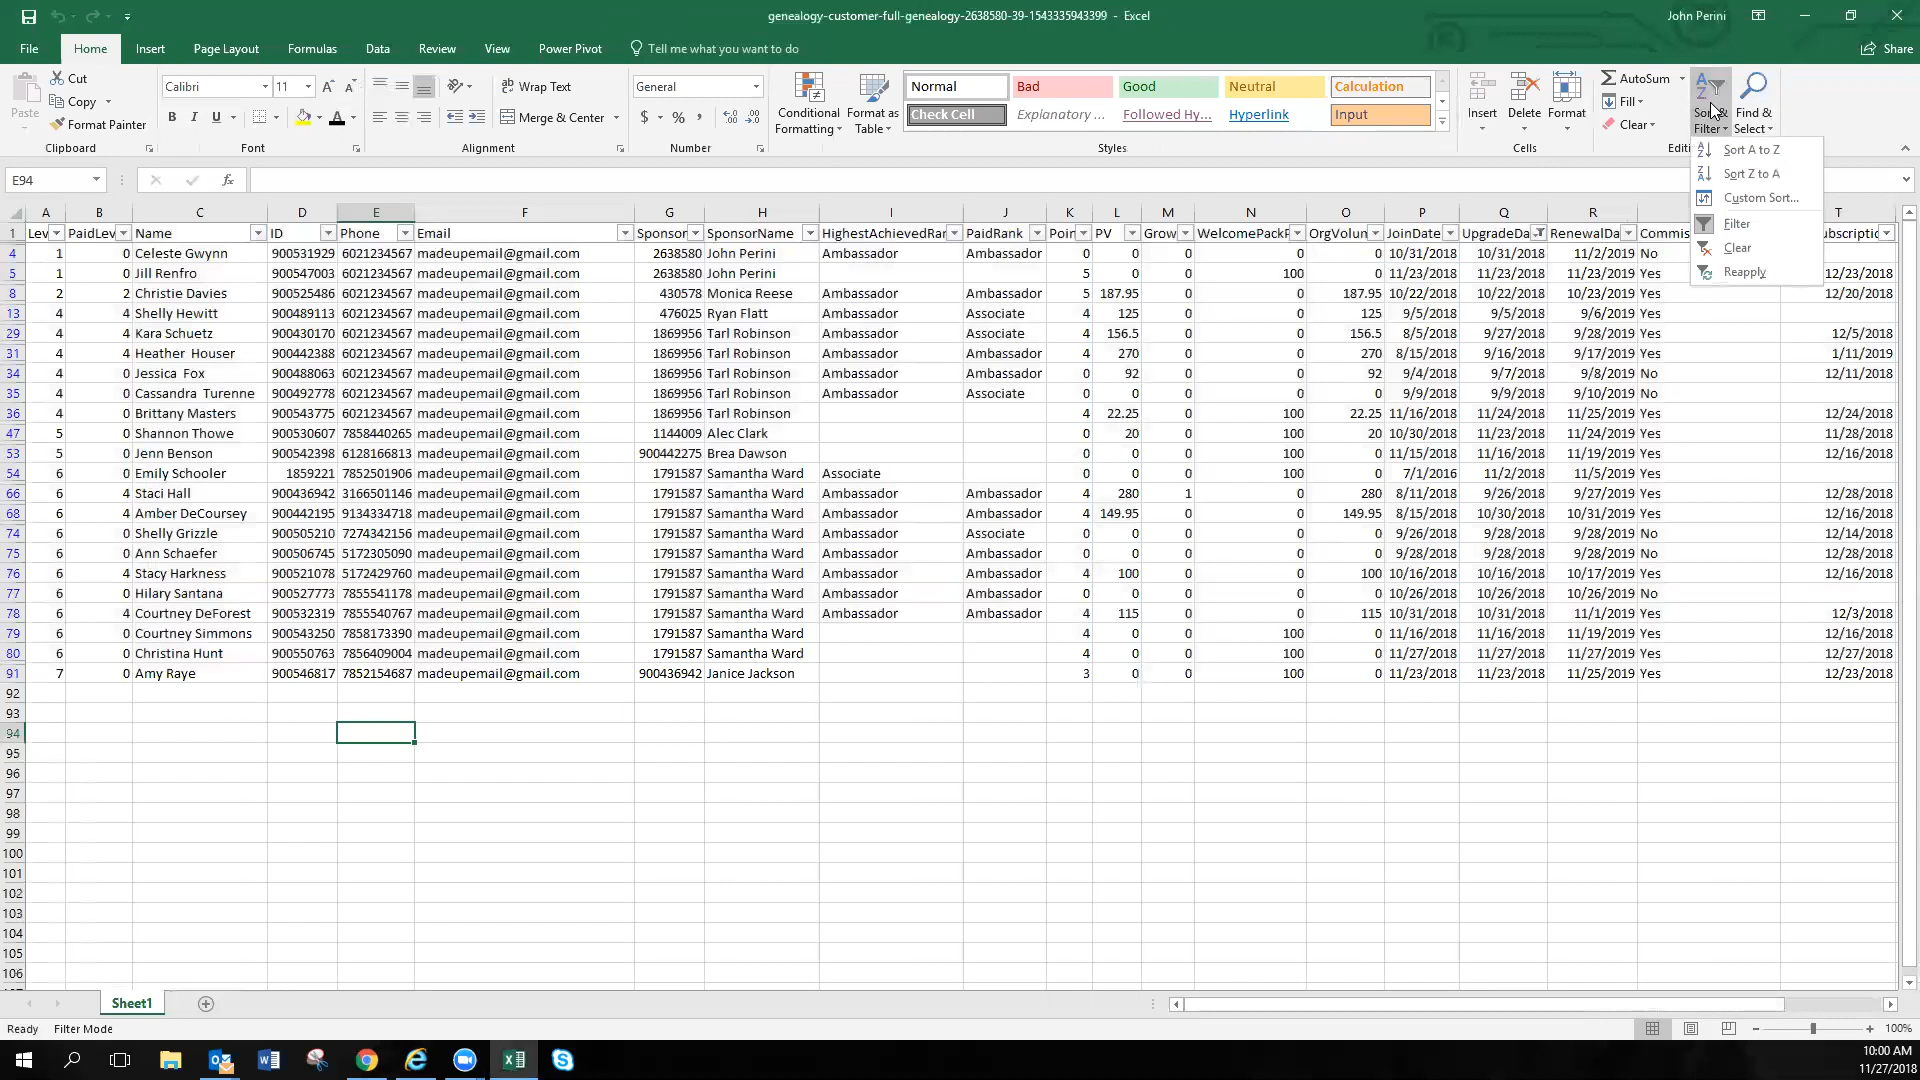 genealogy-customer-full-genealogy-2638580-39-1543335943399 - Excel
John Perini
File Home Insert Page Layout Formulas Data Review View Power Pivot Tell me what you want to do Share
Cut
Copy
Paste
Format Painter
Clipboard
Calibri 11
B I U
Font
Wrap Text
Merge & Center
Alignment
General
$ % ,
Number
Conditional Formatting
Format as Table
Normal Bad Good Neutral Calculation
Check Cell Explanatory ... Followed Hy... Hyperlink Input
Styles
Insert Delete Format
Cells
AutoSum
Fill
Clear
Sort & Filter
Find & Select
Sort A to Z
Sort Z to A
Custom Sort...
Filter
Clear
Reapply
E94 fx
A B C D E F G H I J K L M N O P Q R T
1 Lev PaidLev Name ID Phone Email Sponsor SponsorName HighestAchievedRar PaidRank Poin PV Grow WelcomePackF OrgVolun JoinDate UpgradeDa RenewalDa Commis
4 1 0 Celeste Gwynn 900531929 6021234567 madeupemail@gmail.com 2638580 John Perini Ambassador Ambassador 0 0 0 0 0 10/31/2018 10/31/2018 11/2/2019 No
5 1 0 Jill Renfro 900547003 6021234567 madeupemail@gmail.com 2638580 John Perini 5 0 0 100 0 11/23/2018 11/23/2018 11/23/2019 Yes 12/23/2018
8 2 2 Christie Davies 900525486 6021234567 madeupemail@gmail.com 430578 Monica Reese Ambassador Ambassador 5 187.95 0 0 187.95 10/22/2018 10/22/2018 10/23/2019 Yes 12/20/2018
13 4 4 Shelly Hewitt 900489113 6021234567 madeupemail@gmail.com 476025 Ryan Flatt Ambassador Associate 4 125 0 0 125 9/5/2018 9/5/2018 9/6/2019 Yes
29 4 4 Kara Schuetz 900430170 6021234567 madeupemail@gmail.com 1869956 Tarl Robinson Ambassador Associate 4 156.5 0 0 156.5 8/5/2018 9/27/2018 9/28/2019 Yes 12/5/2018
31 4 4 Heather Houser 900442388 6021234567 madeupemail@gmail.com 1869956 Tarl Robinson Ambassador Ambassador 4 270 0 0 270 8/15/2018 9/16/2018 9/17/2019 Yes 1/11/2019
34 4 0 Jessica Fox 900488063 6021234567 madeupemail@gmail.com 1869956 Tarl Robinson Ambassador Ambassador 0 92 0 0 92 9/4/2018 9/7/2018 9/8/2019 No 12/11/2018
35 4 0 Cassandra Turenne 900492778 6021234567 madeupemail@gmail.com 1869956 Tarl Robinson Ambassador Associate 0 0 0 0 0 9/9/2018 9/9/2018 9/10/2019 No
36 4 0 Brittany Masters 900543775 6021234567 madeupemail@gmail.com 1869956 Tarl Robinson 4 22.25 0 100 22.25 11/16/2018 11/24/2018 11/25/2019 Yes 12/24/2018
47 5 0 Shannon Thowe 900530607 7858440265 madeupemail@gmail.com 1144009 Alec Clark 0 20 0 100 20 10/30/2018 11/23/2018 11/24/2019 Yes 11/28/2018
53 5 0 Jenn Benson 900542398 6128166813 madeupemail@gmail.com 900442275 Brea Dawson 0 0 0 100 0 11/15/2018 11/16/2018 11/19/2019 Yes 12/16/2018
54 6 0 Emily Schooler 1859221 7852501906 madeupemail@gmail.com 1791587 Samantha Ward Associate 0 0 0 100 0 7/1/2016 11/2/2018 11/5/2019 Yes
66 6 4 Staci Hall 900436942 3166501146 madeupemail@gmail.com 1791587 Samantha Ward Ambassador Ambassador 4 280 1 0 280 8/11/2018 9/26/2018 9/27/2019 Yes 12/28/2018
68 6 4 Amber DeCoursey 900442195 9134334718 madeupemail@gmail.com 1791587 Samantha Ward Ambassador Ambassador 4 149.95 0 0 149.95 8/15/2018 10/30/2018 10/31/2019 Yes 12/16/2018
74 6 0 Shelly Grizzle 900505210 7274342156 madeupemail@gmail.com 1791587 Samantha Ward Ambassador Associate 0 0 0 0 0 9/26/2018 9/28/2018 9/28/2019 No 12/14/2018
75 6 0 Ann Schaefer 900506745 5172305090 madeupemail@gmail.com 1791587 Samantha Ward Ambassador Ambassador 0 0 0 0 0 9/28/2018 9/28/2018 9/28/2019 No 12/28/2018
76 6 4 Stacy Harkness 900521078 5172429760 madeupemail@gmail.com 1791587 Samantha Ward Ambassador Ambassador 4 100 0 0 100 10/16/2018 10/16/2018 10/17/2019 Yes 12/16/2018
77 6 0 Hilary Santana 900527773 7855541178 madeupemail@gmail.com 1791587 Samantha Ward Ambassador Ambassador 0 0 0 0 0 10/26/2018 10/26/2018 10/26/2019 No
78 6 4 Courtney DeForest 900532319 7855540767 madeupemail@gmail.com 1791587 Samantha Ward Ambassador Ambassador 4 115 0 0 115 10/31/2018 10/31/2018 11/1/2019 Yes 12/3/2018
79 6 0 Courtney Simmons 900543250 7858173390 madeupemail@gmail.com 1791587 Samantha Ward 4 0 0 100 0 11/16/2018 11/16/2018 11/19/2019 Yes 12/16/2018
80 6 0 Christina Hunt 900550763 7856409004 madeupemail@gmail.com 1791587 Samantha Ward 4 0 0 100 0 11/27/2018 11/27/2018 11/27/2019 Yes 12/27/2018
91 7 0 Amy Raye 900546817 7852154687 madeupemail@gmail.com 900436942 Janice Jackson 3 0 0 100 0 11/23/2018 11/23/2018 11/25/2019 Yes 12/23/2018
92
93
94
95
96
97
98
99
100
101
102
103
104
105
106
Sheet1
Ready Filter Mode 100%
10:00 AM
11/27/2018